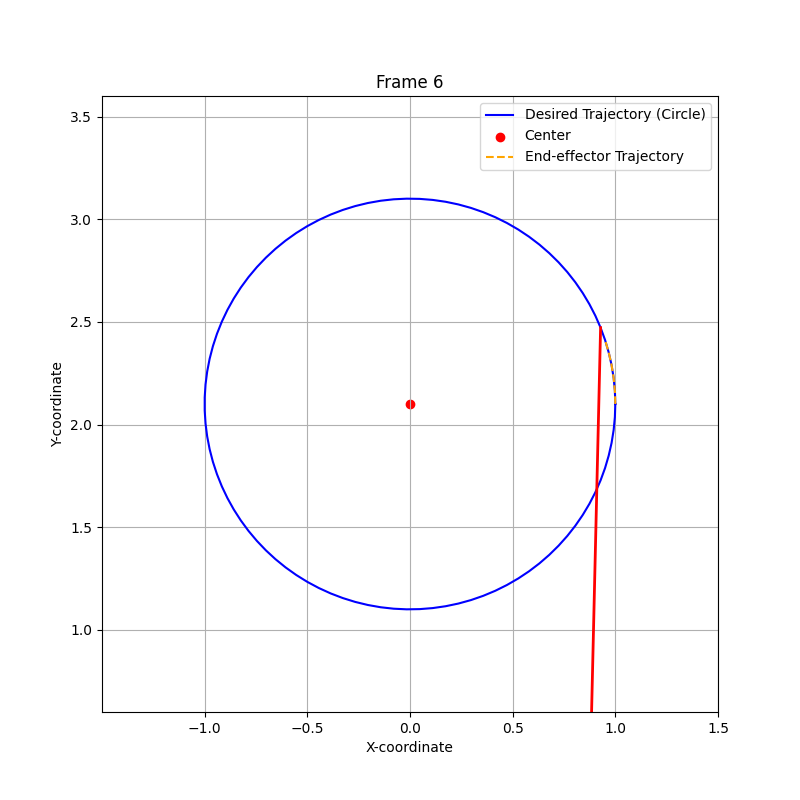 Frame 6
Desired Trajectory (Circle)
Center
End-effector Trajectory
3.5
3.0
2.5
2.0
1.5
1.0
Y-coordinate
−1.0
−0.5
0.0
0.5
1.0
1.5
X-coordinate